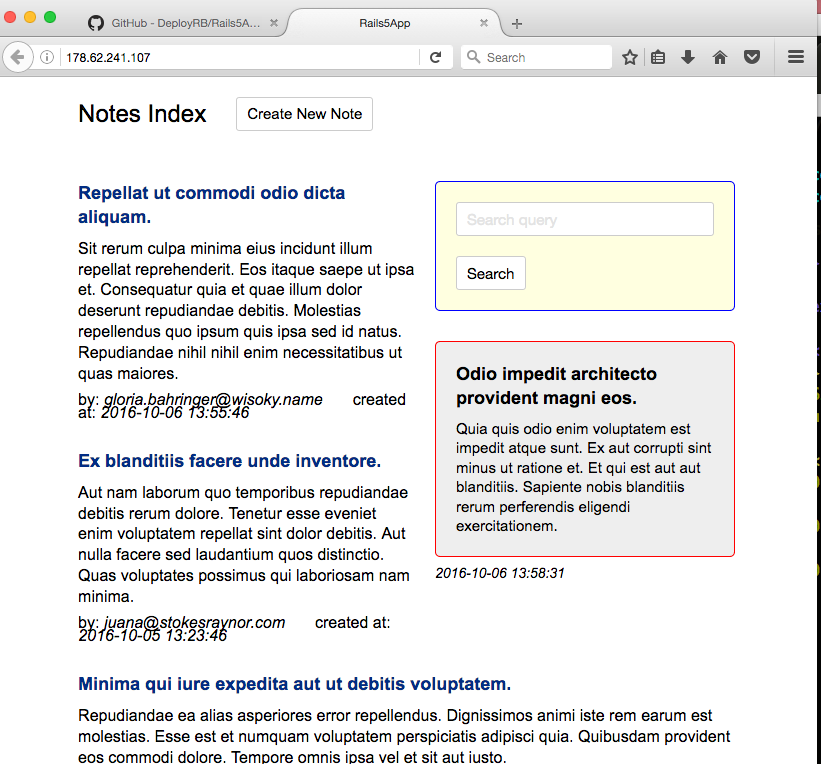 GitHub - DeployRB/Rails5A...
Rails5App
178.62.241.107
Search
Notes Index
Create New Note
Repellat ut commodi odio dicta
aliquam.
Sit rerum culpa minima eius incidunt illum
repellat reprehenderit. Eos itaque saepe ut ipsa
et. Consequatur quia et quae illum dolor
deserunt repudiandae debitis. Molestias
repellendus quo ipsum quis ipsa sed id natus.
Repudiandae nihil nihil enim necessitatibus ut
quas maiores.
by: gloria.bahringer@wisoky.name created
at: 2016-10-06 13:55:46
Ex blanditiis facere unde inventore.
Aut nam laborum quo temporibus repudiandae
debitis rerum dolore. Tenetur esse eveniet
enim voluptatem repellat sint dolor debitis. Aut
nulla facere sed laudantium quos distinctio.
Quas voluptates possimus qui laboriosam nam
minima.
by: juana@stokesraynor.com created at:
2016-10-05 13:23:46
Search query
Search
Odio impedit architecto
provident magni eos.
Quia quis odio enim voluptatem est
impedit atque sunt. Ex aut corrupti sint
minus ut ratione et. Et qui est aut aut
blanditiis. Sapiente nobis blanditiis
rerum perferendis eligendi
exercitationem.
2016-10-06 13:58:31
Minima qui iure expedita aut ut debitis voluptatem.
Repudiandae ea alias asperiores error repellendus. Dignissimos animi iste rem earum est
molestias. Esse est et numquam voluptatem perspiciatis adipisci quia. Quibusdam provident
eos commodi dolore. Tempore omnis ipsa vel et sit aut iusto.